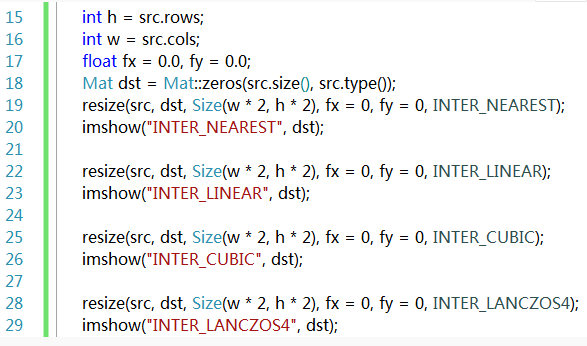 15 int h = src.rows;
16 int w = src.cols;
17 float fx = 0.0, fy = 0.0;
18 Mat dst = Mat::zeros(src.size(), src.type());
19 resize(src, dst, Size(w * 2, h * 2), fx = 0, fy = 0, INTER_NEAREST);
20 imshow("INTER_NEAREST", dst);
21
22 resize(src, dst, Size(w * 2, h * 2), fx = 0, fy = 0, INTER_LINEAR);
23 imshow("INTER_LINEAR", dst);
24
25 resize(src, dst, Size(w * 2, h * 2), fx = 0, fy = 0, INTER_CUBIC);
26 imshow("INTER_CUBIC", dst);
27
28 resize(src, dst, Size(w * 2, h * 2), fx = 0, fy = 0, INTER_LANCZOS4);
29 imshow("INTER_LANCZOS4", dst);